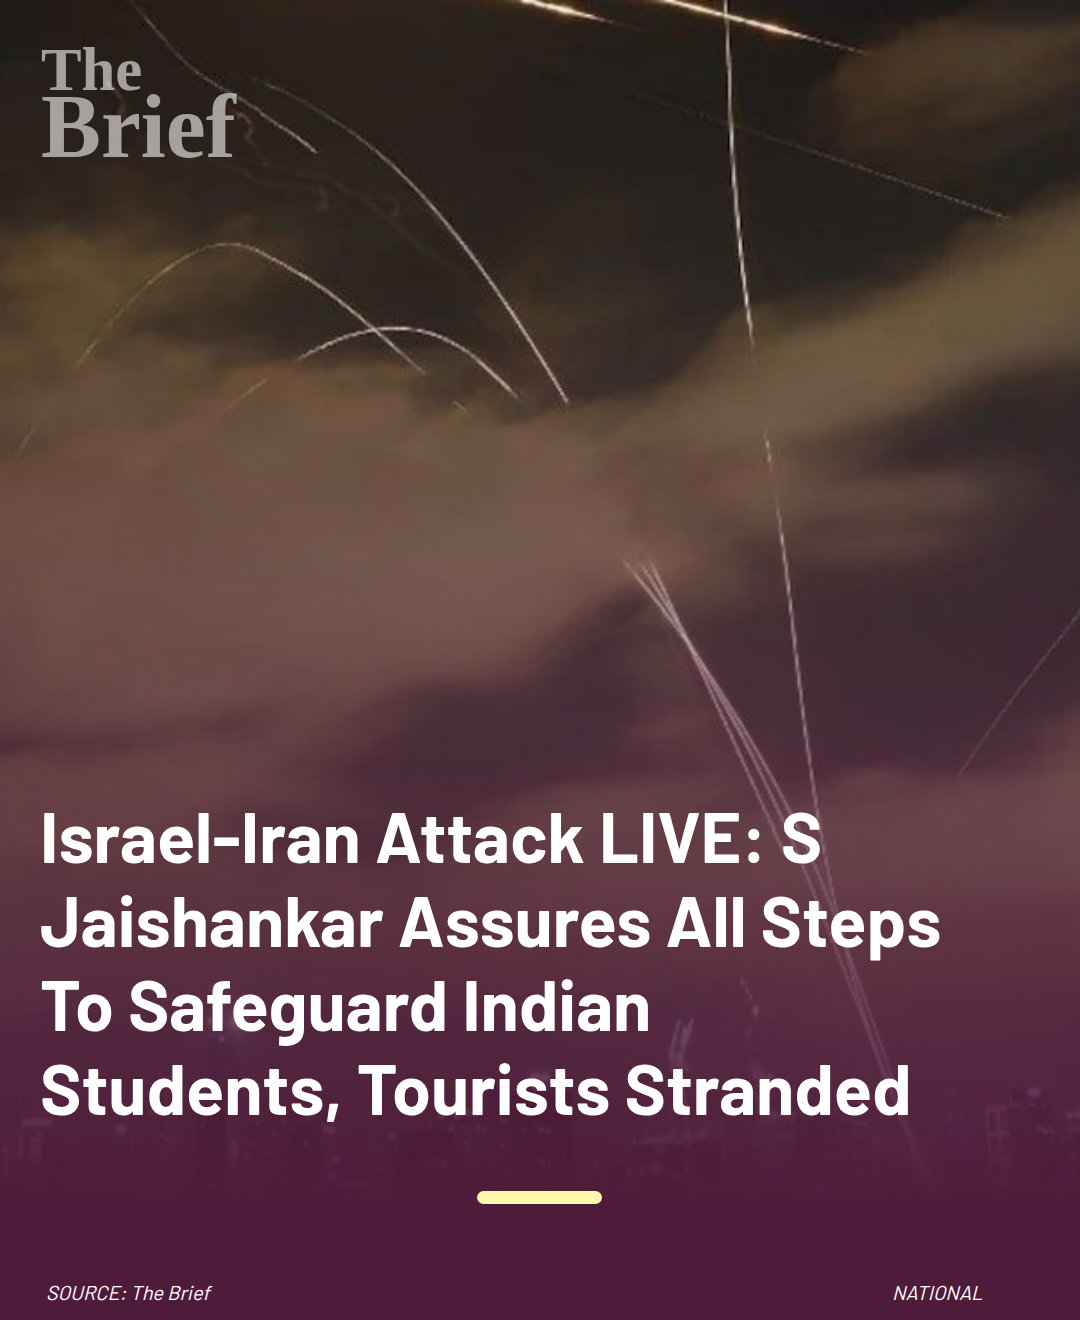 The
Brief
Israel-Iran Attack LIVE: S
Jaishankar Assures All Steps
To Safeguard Indian
Students, Tourists Stranded
SOURCE: The Brief
NATIONAL